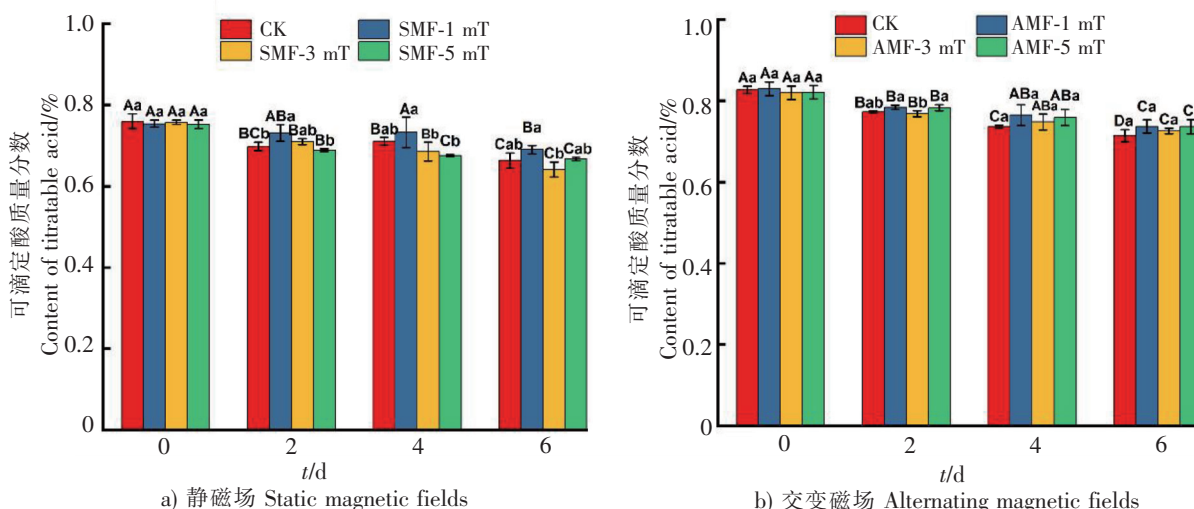 1.0
CK
SMF-1 mT
SMF-3 mT
SMF-5 mT
0.8
0.6
0.4
0.2
0
可滴定酸质量分数
Content of titratable acid/%
Aa Aa Aa Aa
BCb ABa Bab Bb
Bab Aa Bb Ab
Cab Ba Cb Cab
0 2 4 6
t/d
a) 静磁场 Static magnetic fields
1.0
CK
AMF-1 mT
AMF-3 mT
AMF-5 mT
0.8
0.6
0.4
0.2
0
可滴定酸质量分数
Content of titratable acid/%
Aa Aa Aa Aa
Bab Ba Bb Ba
Ca ABa ABa ABa
Da Ca Ca C
0 2 4 6
t/d
b) 交变磁场 Alternating magnetic fields